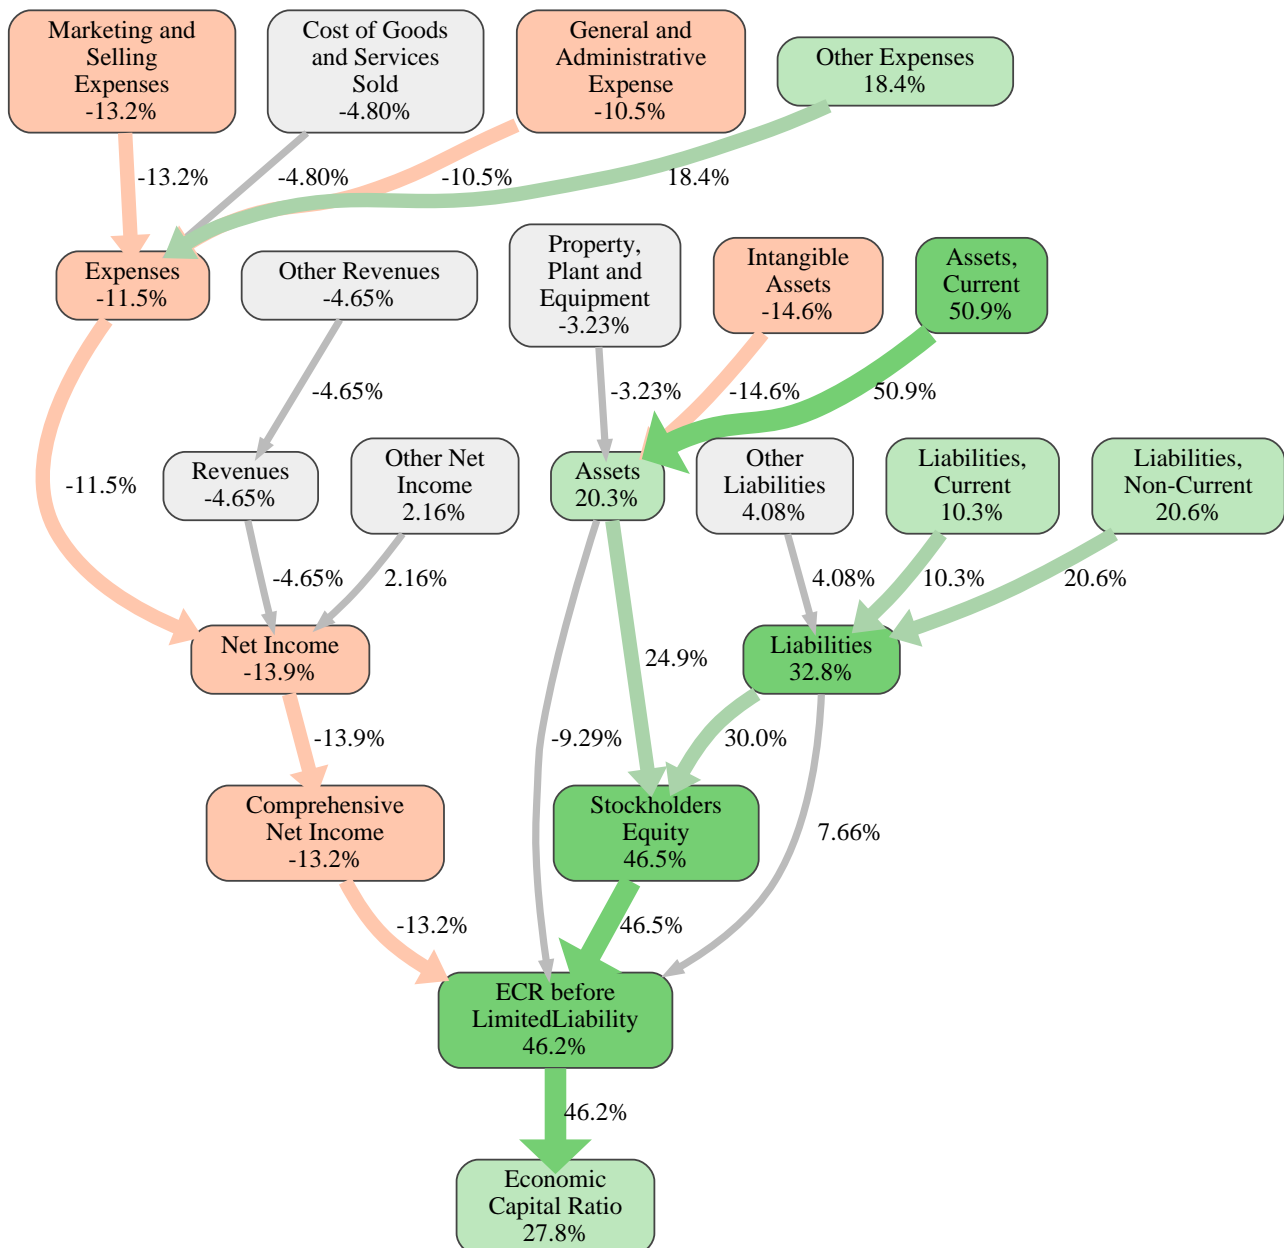 Marketing and
Selling
Expenses
-13.2%
Cost of Goods
and Services
Sold
-4.80%
General and
Administrative
Expense
-10.5%
Other Expenses
18.4%
-13.2%
-4.80%
-10.5%
18.4%
Expenses
-11.5%
Other Revenues
-4.65%
Property,
Plant and
Equipment
-3.23%
Intangible
Assets
-14.6%
Assets,
Current
50.9%
-4.65%
-3.23%
-14.6%
50.9%
-11.5%
Revenues
-4.65%
Other Net
Income
2.16%
Assets
20.3%
Other
Liabilities
4.08%
Liabilities,
Current
10.3%
Liabilities,
Non-Current
20.6%
-4.65%
2.16%
4.08%
10.3%
20.6%
Net Income
-13.9%
24.9%
Liabilities
32.8%
-13.9%
-9.29%
30.0%
Comprehensive
Net Income
-13.2%
Stockholders
Equity
46.5%
7.66%
-13.2%
46.5%
ECR before
LimitedLiability
46.2%
46.2%
Economic
Capital Ratio
27.8%